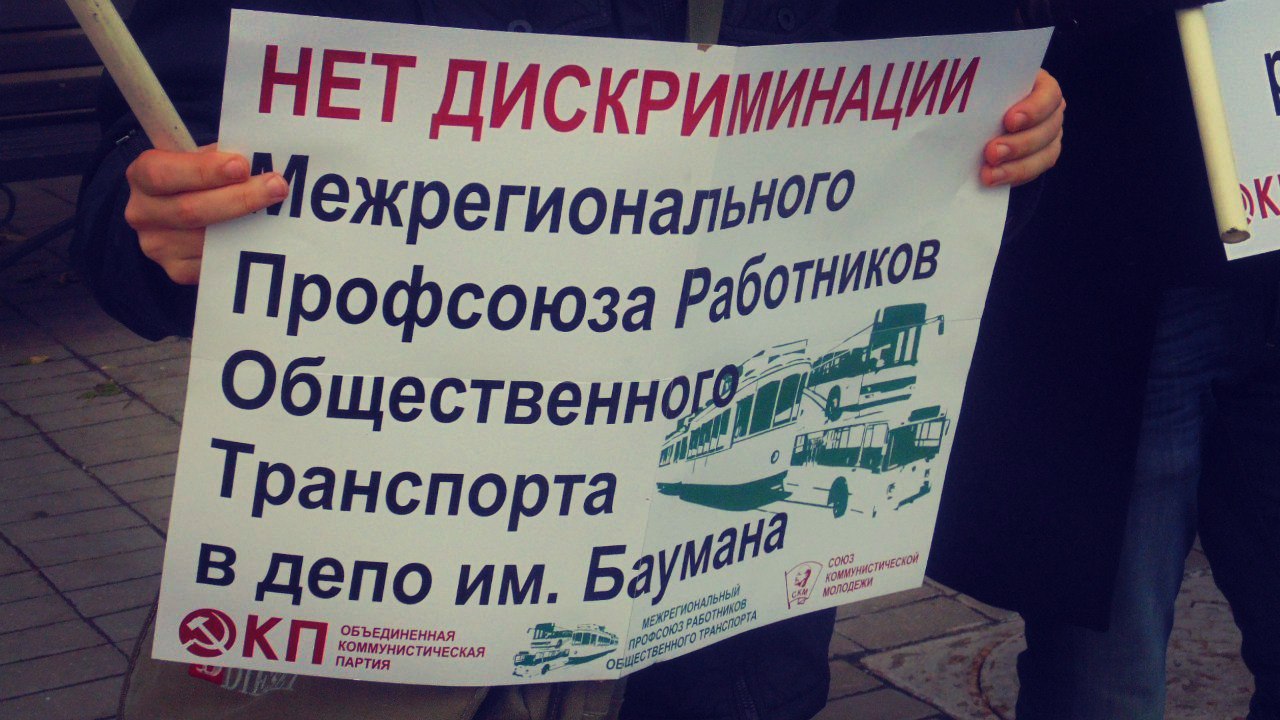 НЕТ ДИСКРИМИНАЦИИ
Межрегионального
Профсоюза Работников
Общественного
Транспорта
в депо им. Баумана
ОКП
ОБЪЕДИНЕННАЯ
КОММУНИСТИЧЕСКАЯ
ПАРТИЯ
МЕЖРЕГИОНАЛЬНЫЙ
ПРОФСОЮЗ РАБОТНИКОВ
ОБЩЕСТВЕННОГО ТРАНСПОРТА
СКМ
СОЮЗ
КОММУНИСТИЧЕСКОЙ
МОЛОДЕЖИ